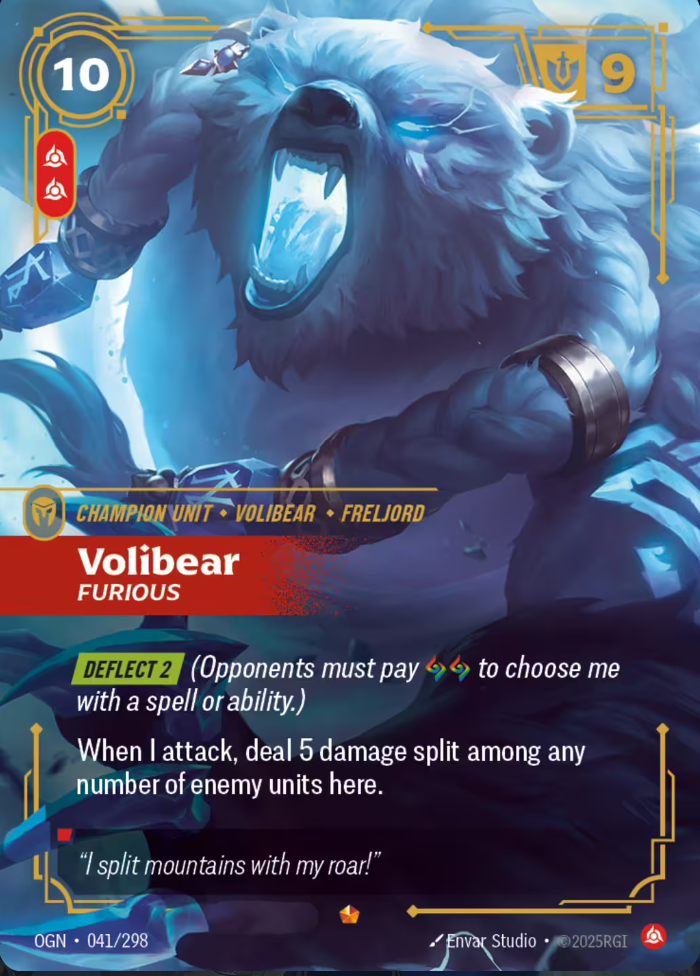 10
9
CHAMPION UNIT • VOLIBEAR • FRELJORD
Volibear
FURIOUS
DEFLECT 2 (Opponents must pay to choose me
with a spell or ability.)
When I attack, deal 5 damage split among any
number of enemy units here.
“I split mountains with my roar!”
OGN • 041/298
Envar Studio • ©2025RGI